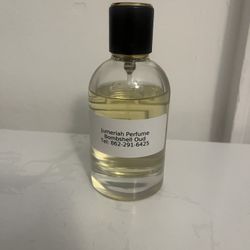 Jumeriah Perfume
Bombshell Oud
Tel: 862-291-6425